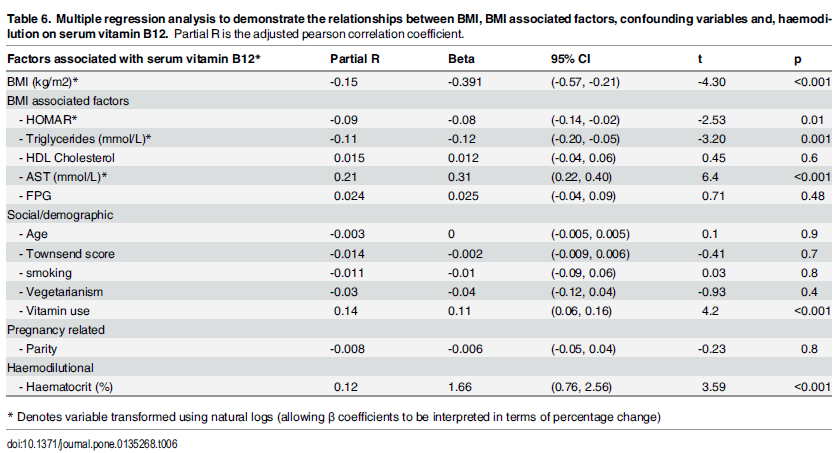 Table 6. Multiple regression analysis to demonstrate the relationships between BMI, BMI associated factors, confounding variables and, haemodi-
lution on serum vitamin B12. Partial R is the adjusted pearson correlation coefficient.
Factors associated with serum vitamin B12* Partial R Beta 95% CI t p
BMI (kg/m2)* -0.15 -0.391 (-0.57, -0.21) -4.30 <0.001
BMI associated factors
- HOMAR* -0.09 -0.08 (-0.14, -0.02) -2.53 0.01
- Triglycerides (mmol/L)* -0.11 -0.12 (-0.20, -0.05) -3.20 0.001
- HDL Cholesterol 0.015 0.012 (-0.04, 0.06) 0.45 0.6
- AST (mmol/L)* 0.21 0.31 (0.22, 0.40) 6.4 <0.001
- FPG 0.024 0.025 (-0.04, 0.09) 0.71 0.48
Social/demographic
- Age -0.003 0 (-0.005, 0.005) 0.1 0.9
- Townsend score -0.014 -0.002 (-0.009, 0.006) -0.41 0.7
- smoking -0.011 -0.01 (-0.09, 0.06) 0.03 0.8
- Vegetarianism -0.03 -0.04 (-0.12, 0.04) -0.93 0.4
- Vitamin use 0.14 0.11 (0.06, 0.16) 4.2 <0.001
Pregnancy related
- Parity -0.008 -0.006 (-0.05, 0.04) -0.23 0.8
Haemodilutional
- Haematocrit (%) 0.12 1.66 (0.76, 2.56) 3.59 <0.001
* Denotes variable transformed using natural logs (allowing β coefficients to be interpreted in terms of percentage change)
doi:10.1371/journal.pone.0135268.t006